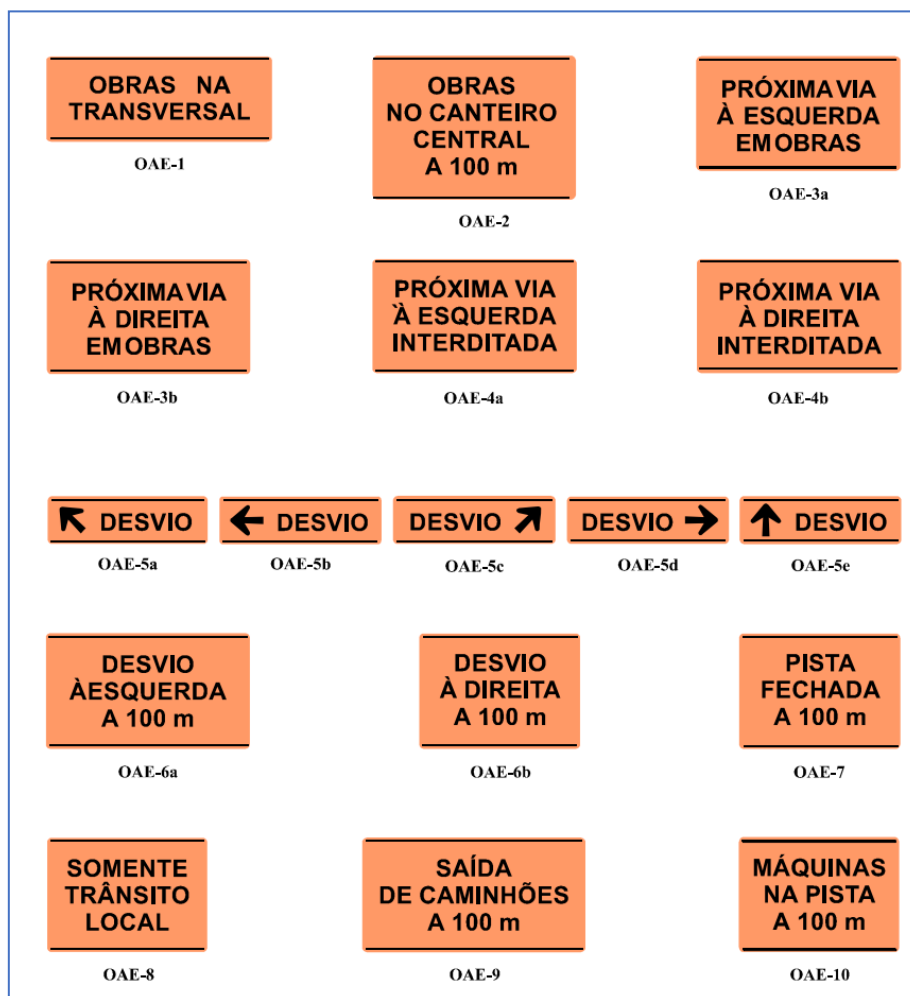 OBRAS NA
TRANSVERSAL
OAE-1
OBRAS
NO CANTEIRO
CENTRAL
A 100 m
OAE-2
PRÓXIMA VIA
À ESQUERDA
EM OBRAS
OAE-3a
PRÓXIMA VIA
À DIREITA
EM OBRAS
OAE-3b
PRÓXIMA VIA
À ESQUERDA
INTERDITADA
OAE-4a
PRÓXIMA VIA
À DIREITA
INTERDITADA
OAE-4b
DESVIO
OAE-5a
DESVIO
OAE-5b
DESVIO
OAE-5c
DESVIO
OAE-5d
DESVIO
OAE-5e
DESVIO
ÀESQUERDA
A 100 m
OAE-6a
DESVIO
À DIREITA
A 100 m
OAE-6b
PISTA
FECHADA
A 100 m
OAE-7
SOMENTE
TRÂNSITO
LOCAL
OAE-8
SAÍDA
DE CAMINHÕES
A 100 m
OAE-9
MÁQUINAS
NA PISTA
A 100 m
OAE-10